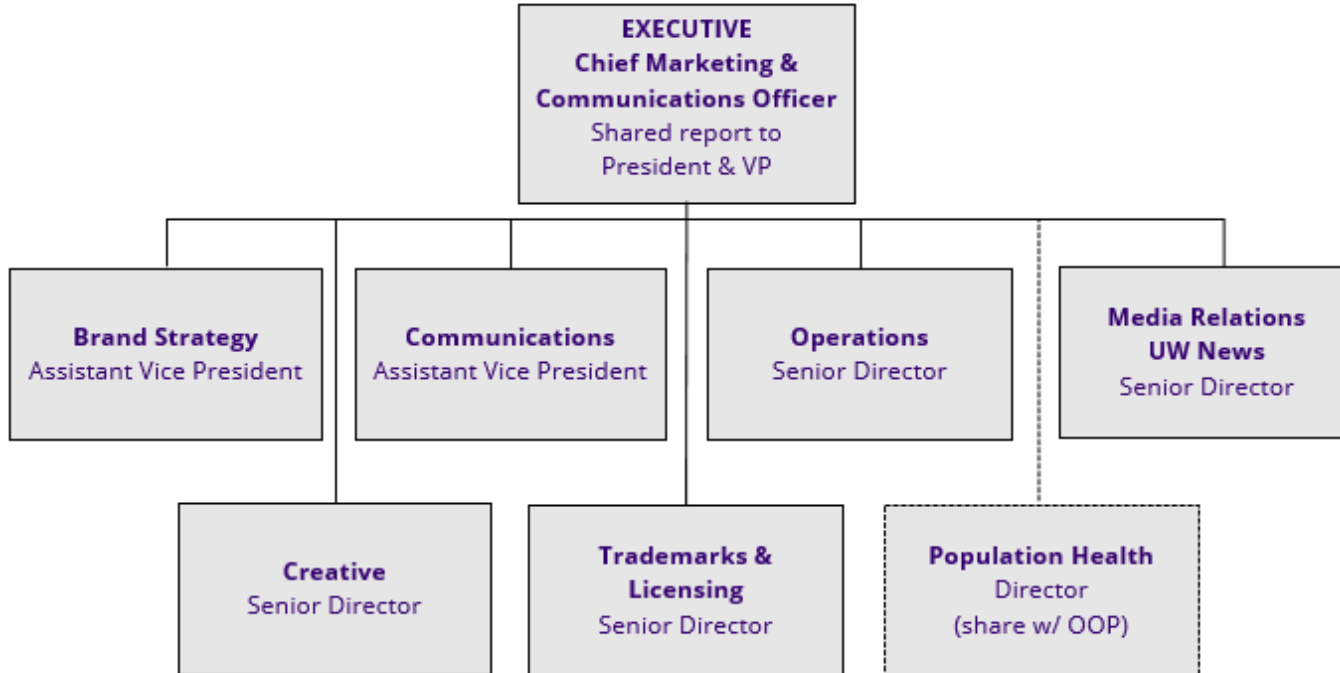 EXECUTIVE
Chief Marketing &
Communications Officer
Shared report to
President & VP
Brand Strategy
Assistant Vice President
Communications
Assistant Vice President
Operations
Senior Director
Media Relations
UW News
Senior Director
Creative
Senior Director
Trademarks &
Licensing
Senior Director
Population Health
Director
(share w/ OOP)